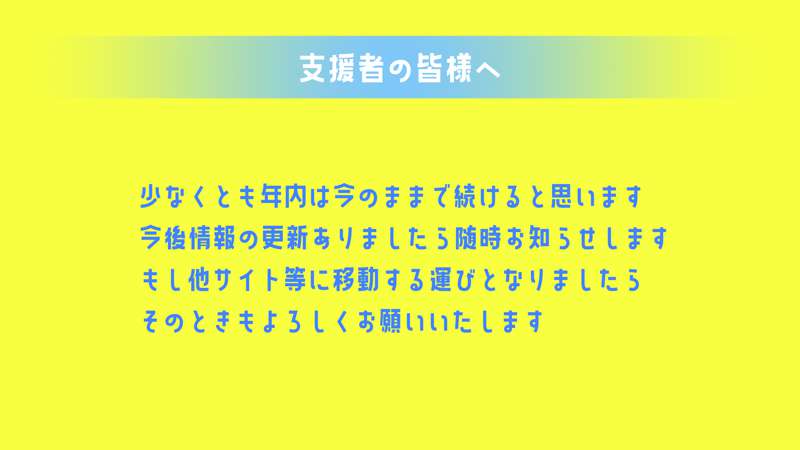 支援者の皆様へ
少なくとも年内は今のままで続けると思います
今後情報の更新ありましたら随時お知らせします
もし他サイト等に移動する運びとなりましたら
そのときもよろしくお願いいたします